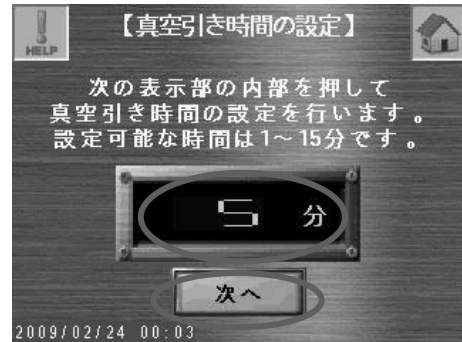 HELP
【真空引き時間の設定】
次の表示部の内部を押して
真空引き時間の設定を行います。
設定可能な時間は1～15分です。
5 分
次へ
2009/02/24 00:03